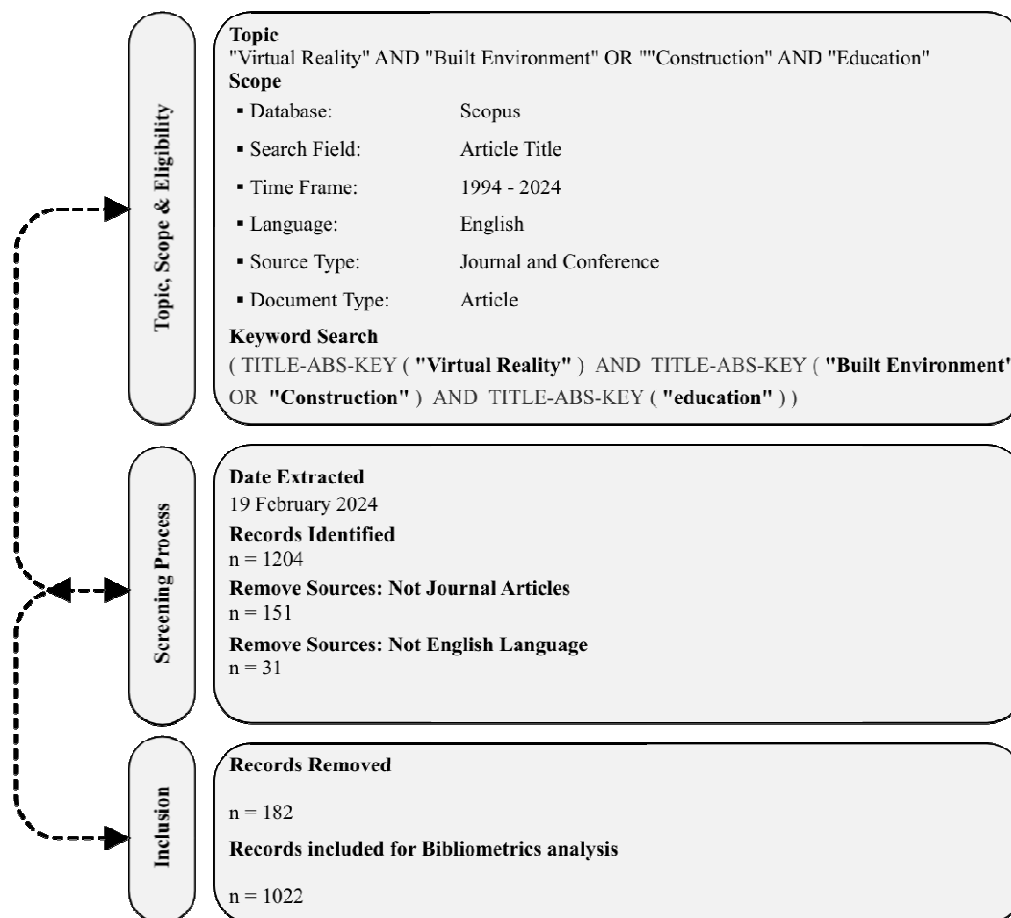 Topic, Scope & Eligibility
Topic
"Virtual Reality" AND "Built Environment" OR ""Construction" AND "Education"
Scope
▪ Database: Scopus
▪ Search Field: Article Title
▪ Time Frame: 1994 - 2024
▪ Language: English
▪ Source Type: Journal and Conference
▪ Document Type: Article
Keyword Search
( TITLE-ABS-KEY ( "Virtual Reality" ) AND TITLE-ABS-KEY ( "Built Environment"
OR "Construction" ) AND TITLE-ABS-KEY ( "education" ) )
Screening Process
Date Extracted
19 February 2024
Records Identified
n = 1204
Remove Sources: Not Journal Articles
n = 151
Remove Sources: Not English Language
n = 31
Inclusion
Records Removed
n = 182
Records included for Bibliometrics analysis
n = 1022